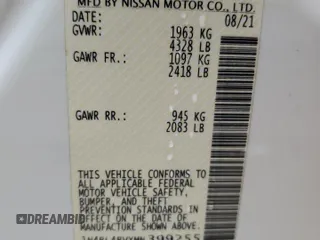 MFD BY NISSAN MOTOR CO., LTD.
DATE: 08/21
GVWR: 1963 KG
4328 LB
GAWR FR: 1097 KG
2418 LB
GAWR RR: 945 KG
2083 LB
THIS VEHICLE CONFORMS TO
ALL APPLICABLE FEDERAL
MOTOR VEHICLE SAFETY,
BUMPER, AND THEFT
PREVENTION STANDARDS IN
EFFECT ON THE DATE OF
MANUFACTURE SHOWN ABOVE.
399255
DREAMBID